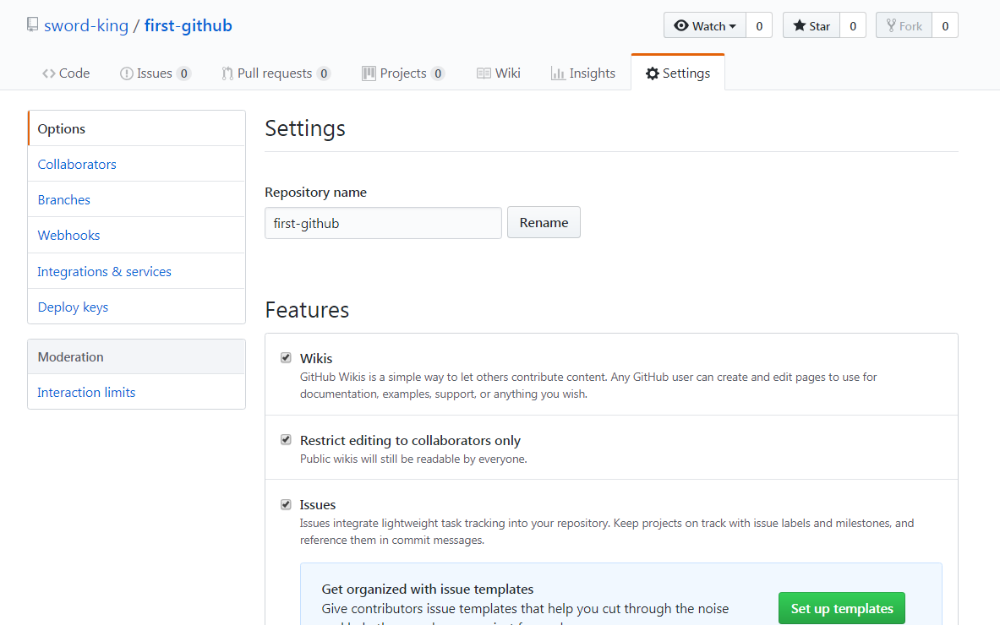 sword-king / first-github
Watch 0 Star 0 Fork 0
Code Issues 0 Pull requests 0 Projects 0 Wiki Insights Settings
Options
Collaborators
Branches
Webhooks
Integrations & services
Deploy keys
Moderation
Interaction limits
Settings
Repository name
first-github Rename
Features
Wikis
GitHub Wikis is a simple way to let others contribute content. Any GitHub user can create and edit pages to use for
documentation, examples, support, or anything you wish.
Restrict editing to collaborators only
Public wikis will still be readable by everyone.
Issues
Issues integrate lightweight task tracking into your repository. Keep projects on track with issue labels and milestones, and
reference them in commit messages.
Get organized with issue templates
Give contributors issue templates that help you cut through the noise
Set up templates